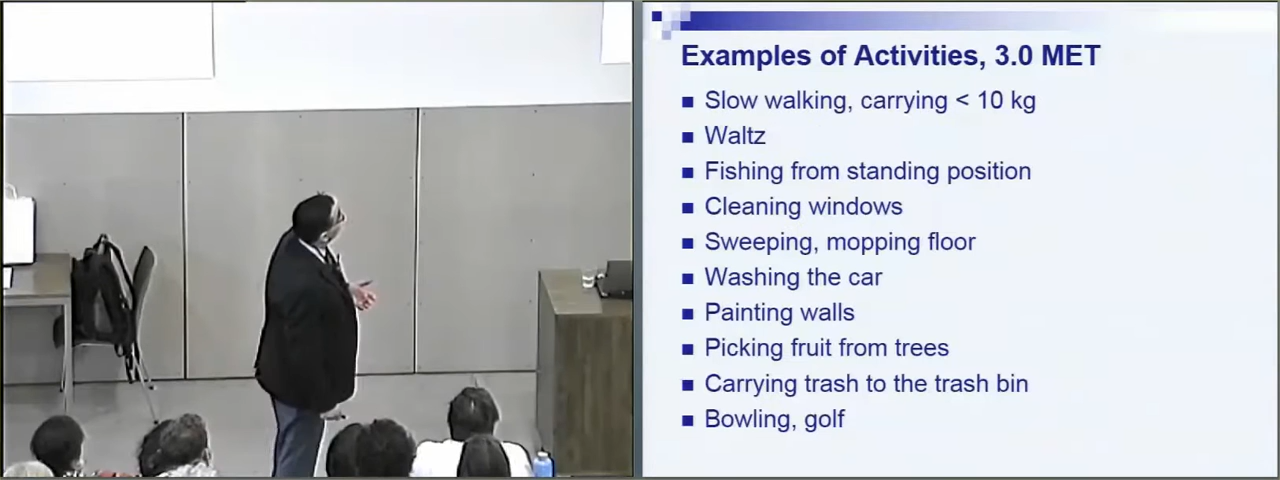 Examples of Activities, 3.0 MET
Slow walking, carrying < 10 kg
Waltz
Fishing from standing position
Cleaning windows
Sweeping, mopping floor
Washing the car
Painting walls
Picking fruit from trees
Carrying trash to the trash bin
Bowling, golf